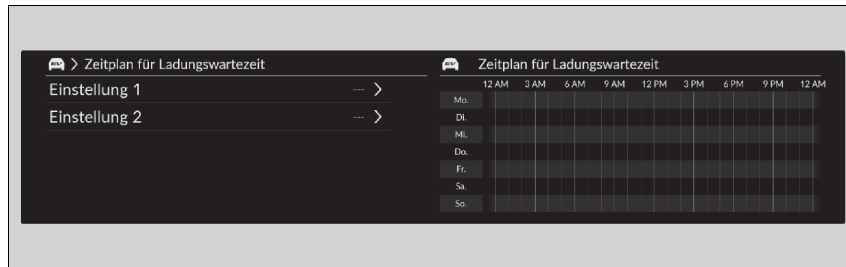 > Zeitplan für Ladungswartezeit
Einstellung 1 --- >
Einstellung 2 --- >
Zeitplan für Ladungswartezeit
12 AM 3 AM 6 AM 9 AM 12 PM 3 PM 6 PM 9 PM 12 AM
Mo.
Di.
Mi.
Do.
Fr.
Sa.
So.